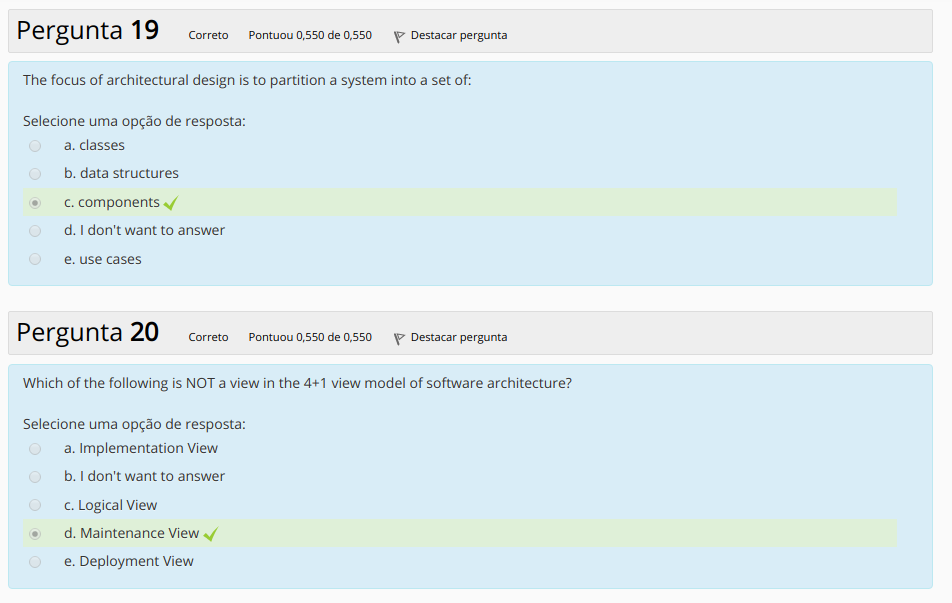 Pergunta 19 Correto Pontuou 0,550 de 0,550 Destacar pergunta
The focus of architectural design is to partition a system into a set of:
Selecione uma opção de resposta:
a. classes
b. data structures
c. components
d. I don't want to answer
e. use cases
Pergunta 20 Correto Pontuou 0,550 de 0,550 Destacar pergunta
Which of the following is NOT a view in the 4+1 view model of software architecture?
Selecione uma opção de resposta:
a. Implementation View
b. I don't want to answer
c. Logical View
d. Maintenance View
e. Deployment View